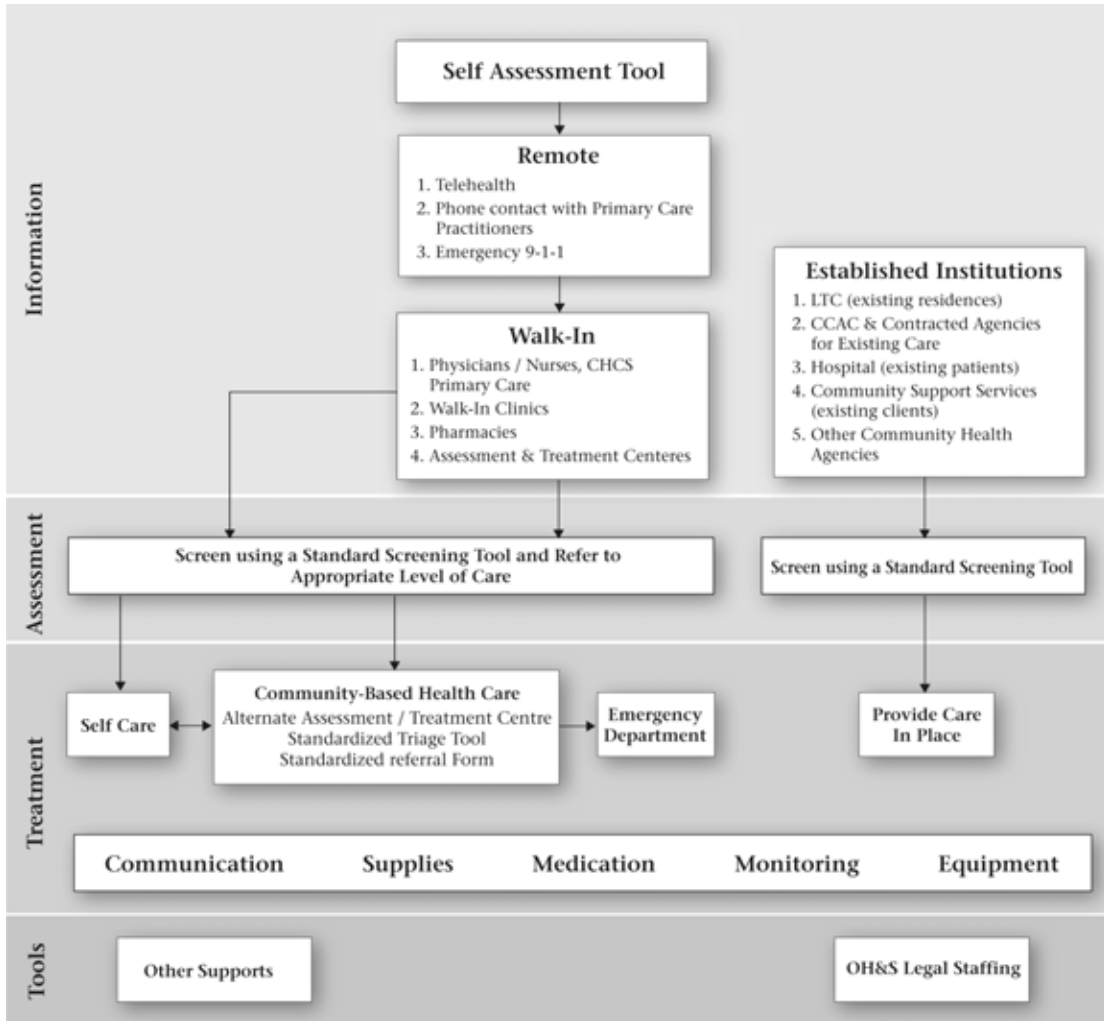 Information
Self Assessment Tool
Remote
1. Telehealth
2. Phone contact with Primary Care
Practitioners
3. Emergency 9-1-1
Walk-In
1. Physicians / Nurses, CHCS
Primary Care
2. Walk-In Clinics
3. Pharmacies
4. Assessment & Treatment Centeres
Established Institutions
1. LTC (existing residences)
2. CCAC & Contracted Agencies
for Existing Care
3. Hospital (existing patients)
4. Community Support Services
(existing clients)
5. Other Community Health
Agencies
Assessment
Screen using a Standard Screening Tool and Refer to
Appropriate Level of Care
Screen using a Standard Screening Tool
Treatment
Self Care
Community-Based Health Care
Alternate Assessment / Treatment Centre
Standardized Triage Tool
Standardized referral Form
Emergency
Department
Provide Care
In Place
Communication Supplies Medication Monitoring Equipment
Tools
Other Supports
OH&S Legal Staffing